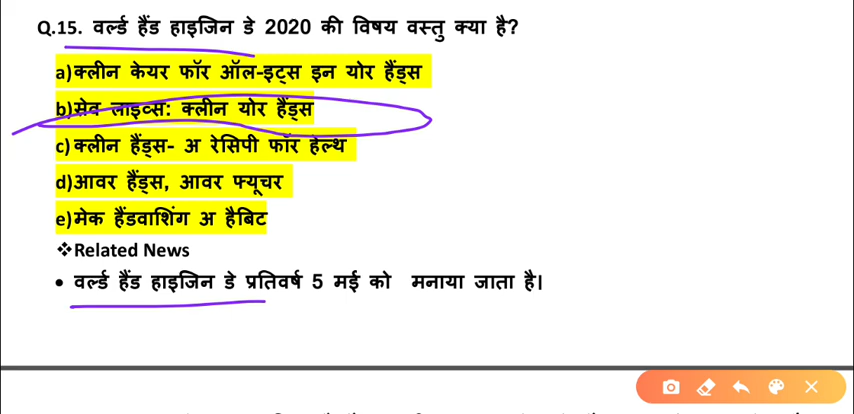 Q.15. वर्ल्ड हैंड हाइजिन डे 2020 की विषय वस्तु क्या है?
a)क्लीन केयर फॉर ऑल-इट्स इन योर हैंड्स
b)सेव लाइव्स: क्लीन योर हैंड्स
c)क्लीन हैंड्स- अ रेसिपी फॉर हेल्थ
d)आवर हैंड्स, आवर फ्यूचर
e)मेक हैंडवाशिंग अ हैबिट
❖Related News
• वर्ल्ड हैंड हाइजिन डे प्रतिवर्ष 5 मई को मनाया जाता है।